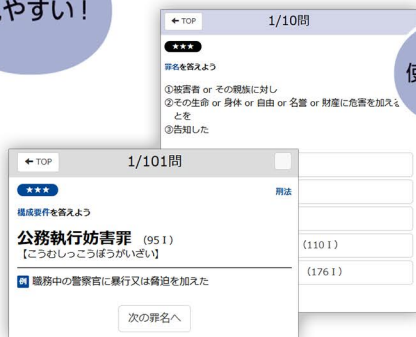 やすい！
← TOP
1/10問
★★★
罪名を答えよう
①被害者 or その親族に対し
②その生命 or 身体 or 自由 or 名誉 or 財産に危害を加える
とを
③告知した
使
(110Ⅰ)
(176Ⅰ)
← TOP
1/101問
★★★
刑法
構成要件を答えよう
公務執行妨害罪 (95Ⅰ)
【こうむしっこうぼうがいざい】
例 職務中の警察官に暴行又は脅迫を加えた
次の罪名へ